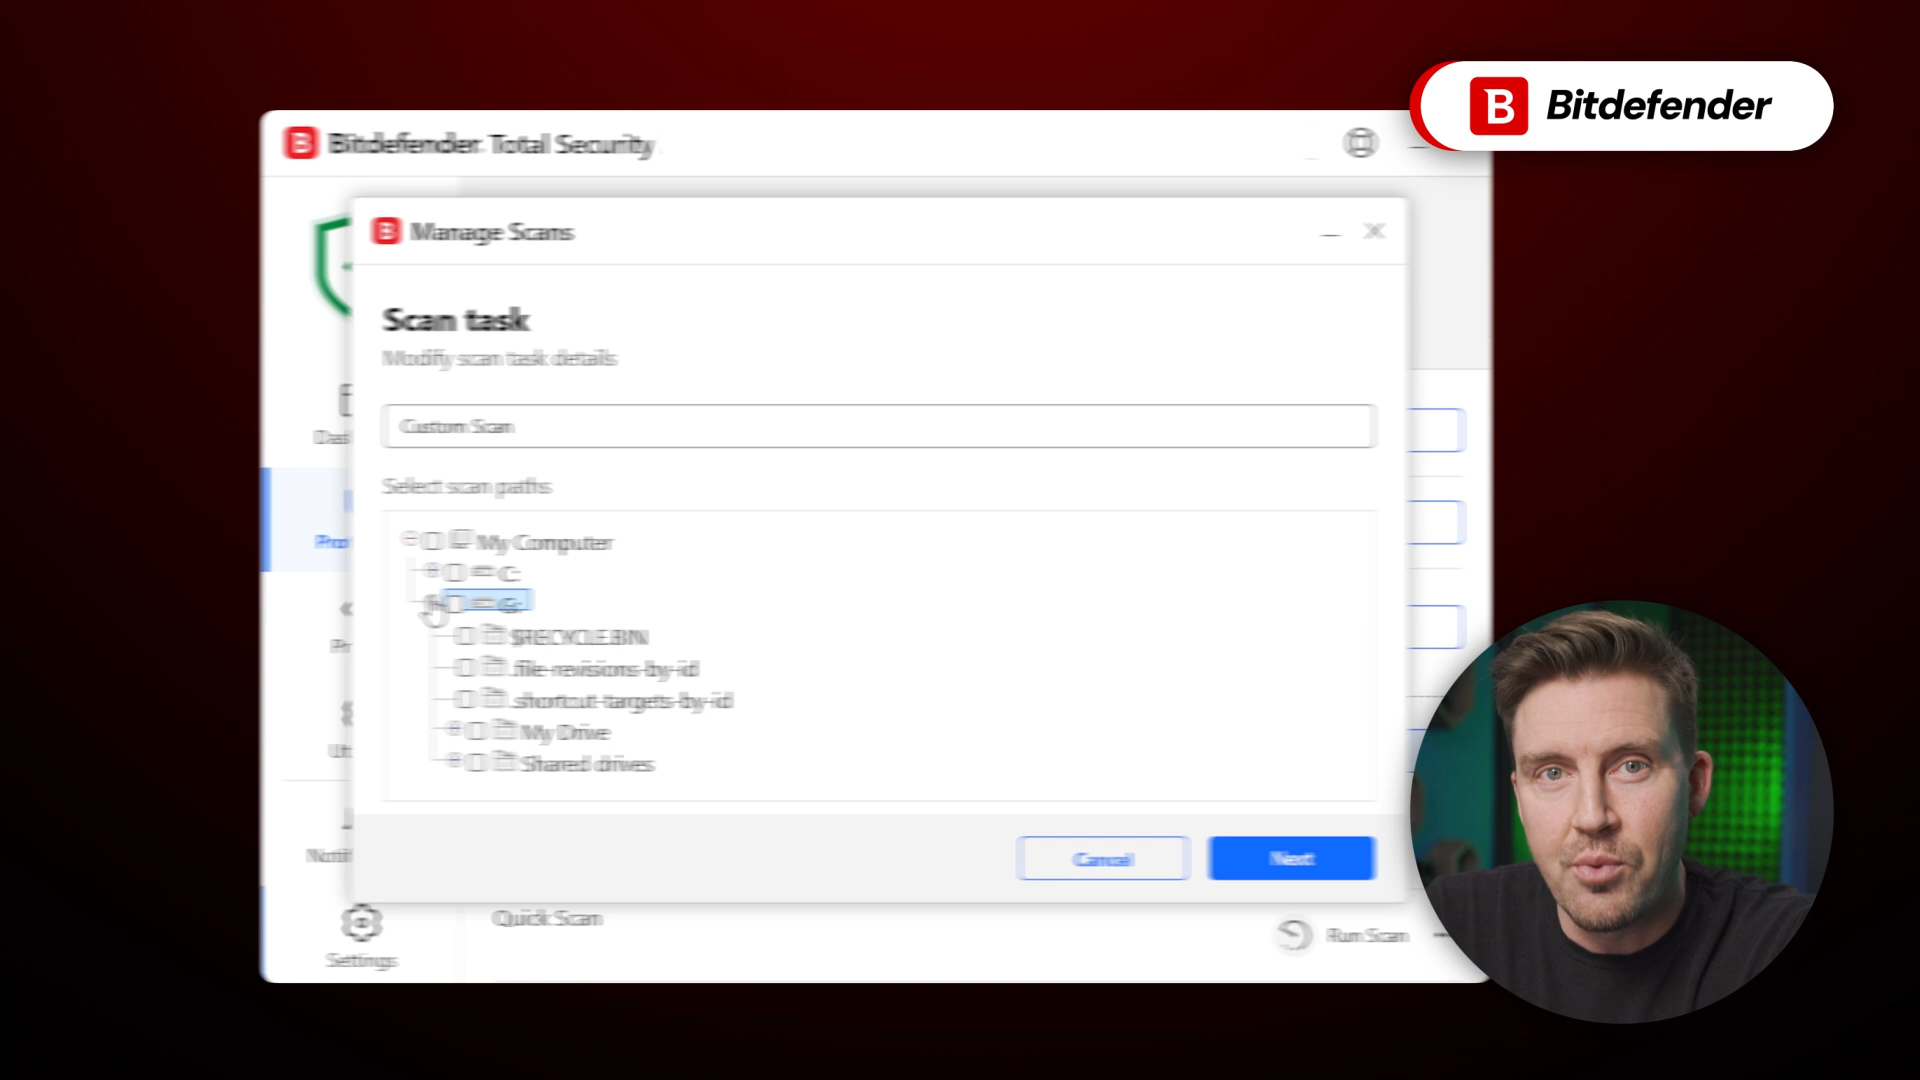 B Bitdefender
B Bitdefender Total Security
B Manage Scans
Scan task
Modify scan task details
Custom Scan
Select scan paths
My Computer
C:
G:
$RECYCLE.BIN
.file-revisions-by-id
.shortcut-targets-by-id
My Drive
Shared drives
Cancel
Next
Quick Scan
Run Scan
Settings